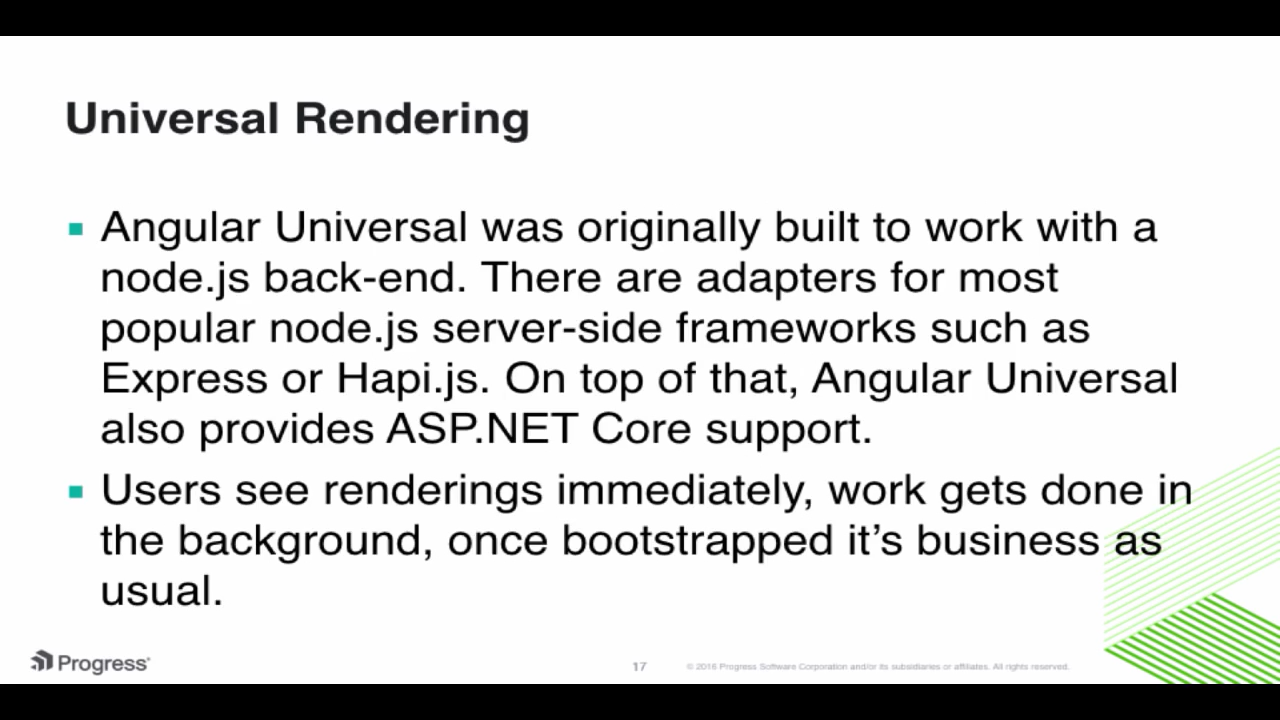 Universal Rendering
Angular Universal was originally built to work with a
node.js back-end. There are adapters for most
popular node.js server-side frameworks such as
Express or Hapi.js. On top of that, Angular Universal
also provides ASP.NET Core support.
Users see renderings immediately, work gets done in
the background, once bootstrapped it’s business as
usual.
Progress
17
© 2016 Progress Software Corporation and/or its subsidiaries or affiliates. All rights reserved.